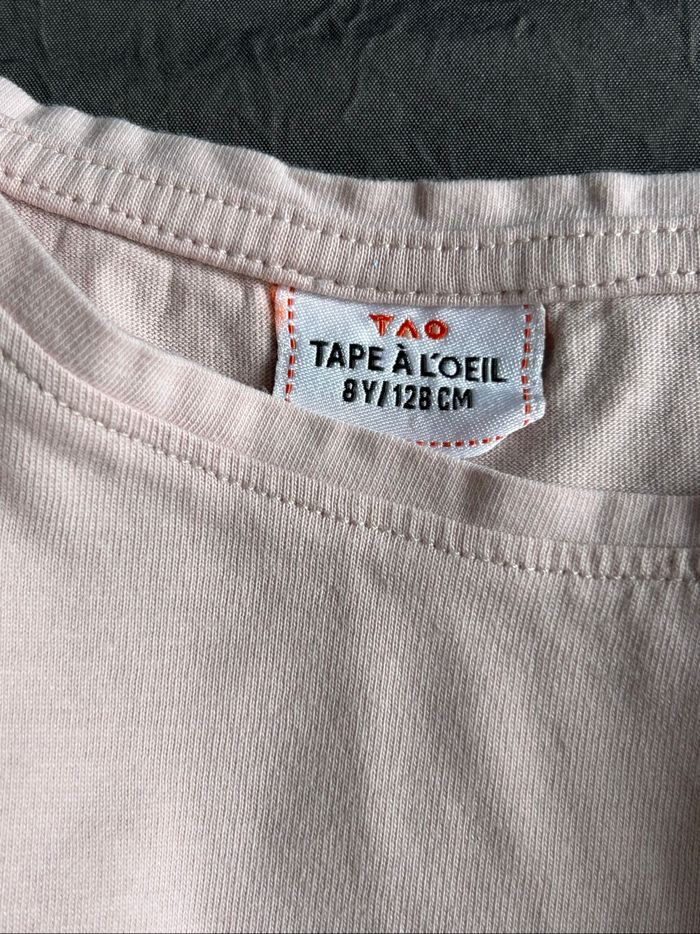 TAO
TAPE À L'OEIL
8Y/128 CM